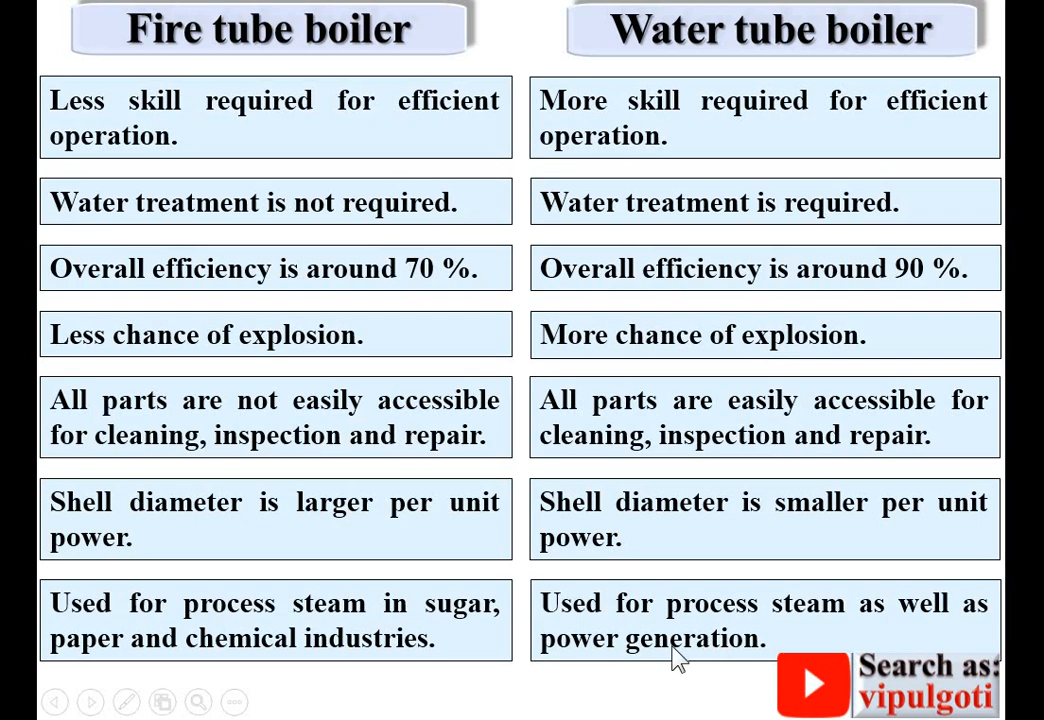 Fire tube boiler
Water tube boiler
Less skill required for efficient
operation.
More skill required for efficient
operation.
Water treatment is not required.
Water treatment is required.
Overall efficiency is around 70 %.
Overall efficiency is around 90 %.
Less chance of explosion.
More chance of explosion.
All parts are not easily accessible
for cleaning, inspection and repair.
All parts are easily accessible for
cleaning, inspection and repair.
Shell diameter is larger per unit
power.
Shell diameter is smaller per unit
power.
Used for process steam in sugar,
paper and chemical industries.
Used for process steam as well as
power generation.
Search as:
vipulgoti